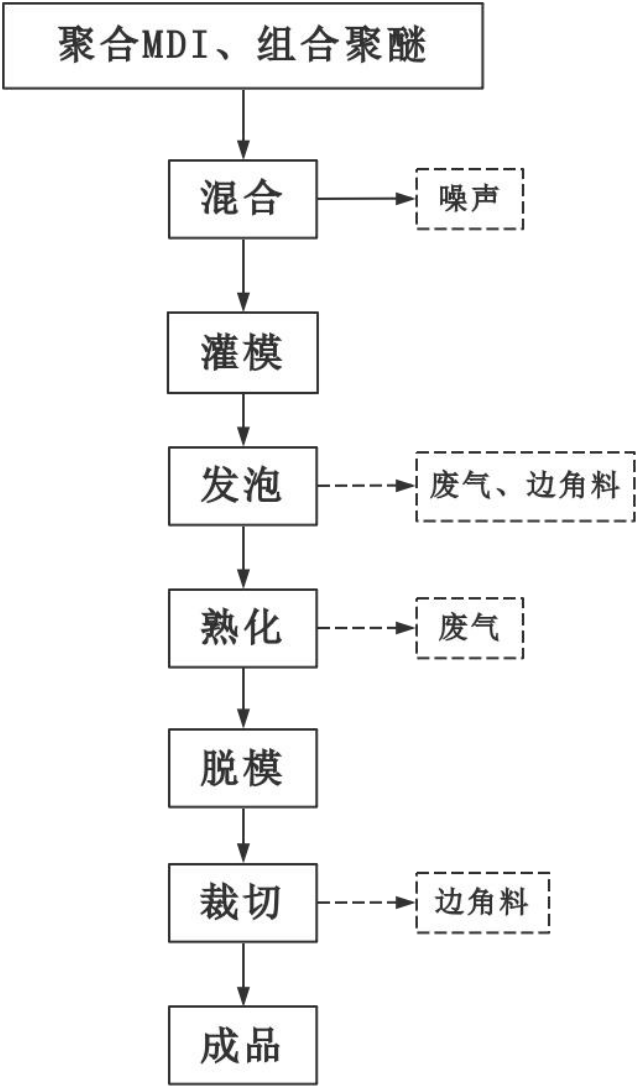 聚合MDI、组合聚醚
混合
噪声
灌模
发泡
废气、边角料
熟化
废气
脱模
裁切
边角料
成品